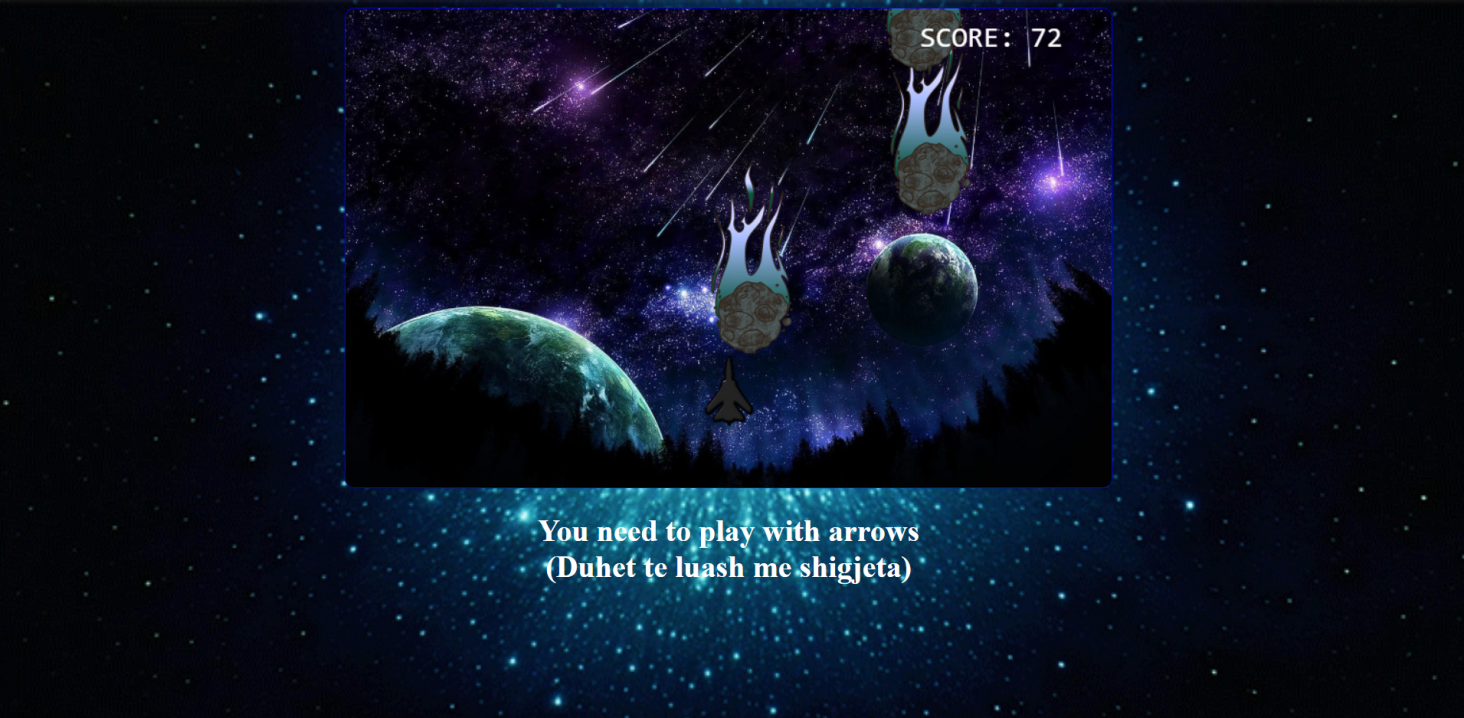 SCORE: 72
You need to play with arrows
(Duhet te luash me shigjeta)